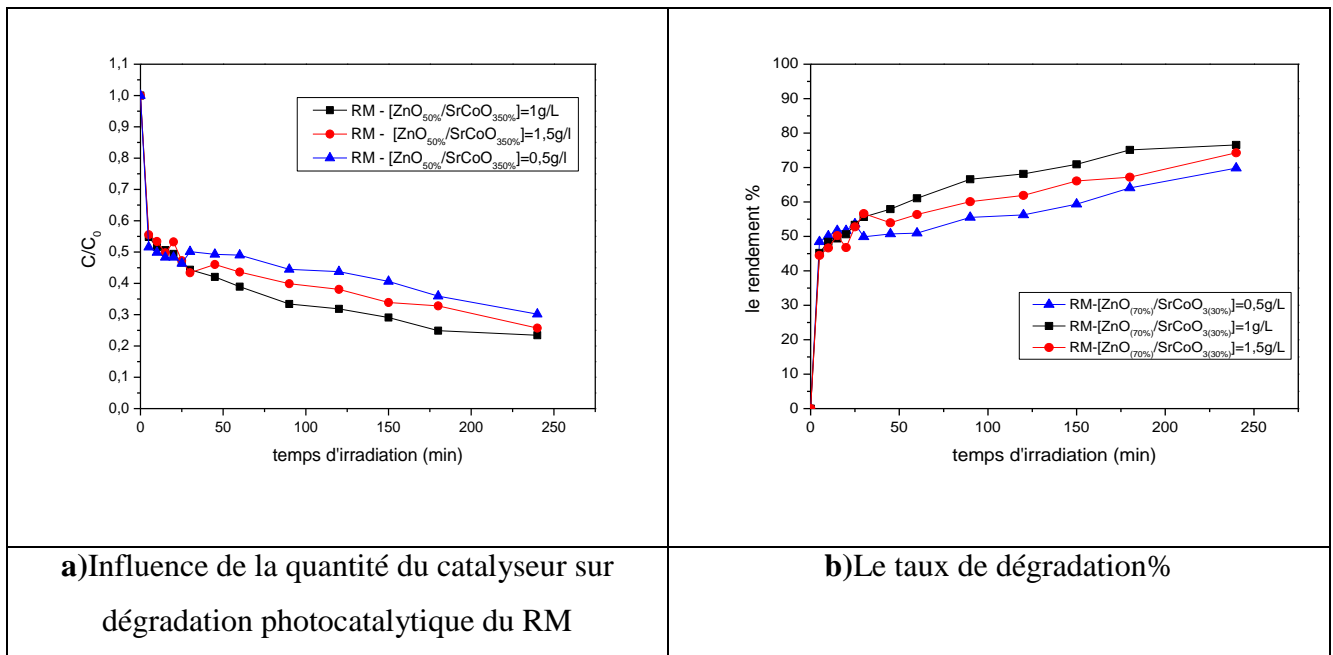 1,1
1,0
0,9
0,8
0,7
0,6
0,5
0,4
0,3
0,2
0,1
0,0
C/C0
0 50 100 150 200 250
temps d'irradiation (min)
RM - [ZnO50%/SrCoO350%]=1g/L
RM - [ZnO50%/SrCoO350%]=1,5g/l
RM - [ZnO50%/SrCoO350%]=0,5g/l
100
90
80
70
60
50
40
30
20
10
0
le rendement %
0 50 100 150 200 250
temps d'irradiation (min)
RM-[ZnO(70%)/SrCoO3(30%)]=0,5g/L
RM-[ZnO(70%)/SrCoO3(30%)]=1g/L
RM-[ZnO(70%)/SrCoO3(30%)]=1,5g/L
a)Influence de la quantité du catalyseur sur
dégradation photocatalytique du RM
b)Le taux de dégradation%